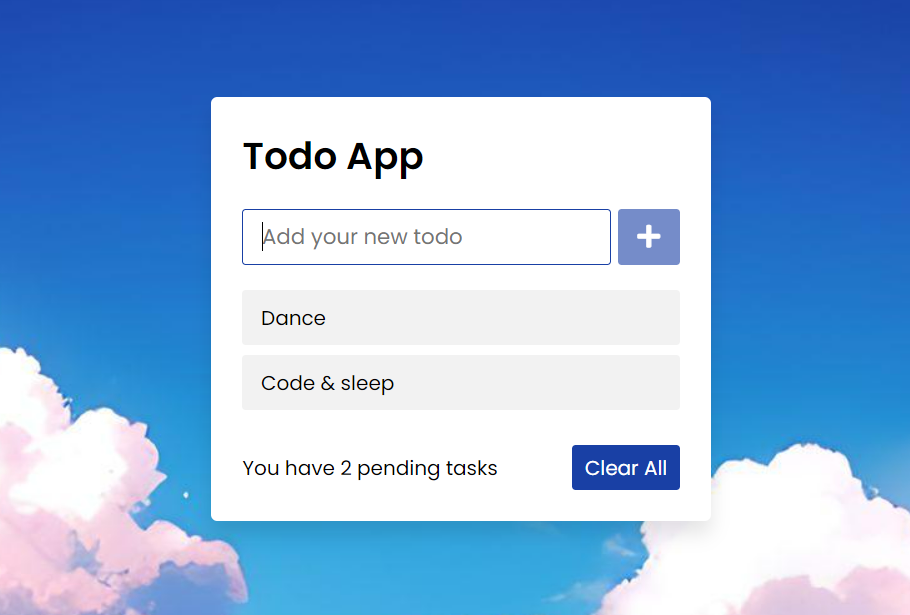 Todo App
Add your new todo
Dance
Code & sleep
You have 2 pending tasks
Clear All